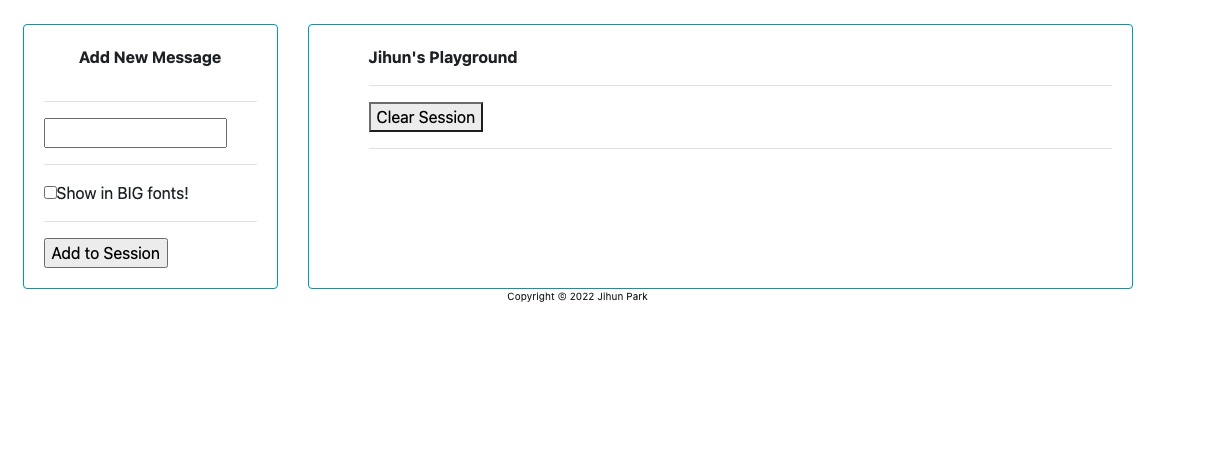 Add New Message
Show in BIG fonts!
Add to Session
Jihun's Playground
Clear Session
Copyright © 2022 Jihun Park